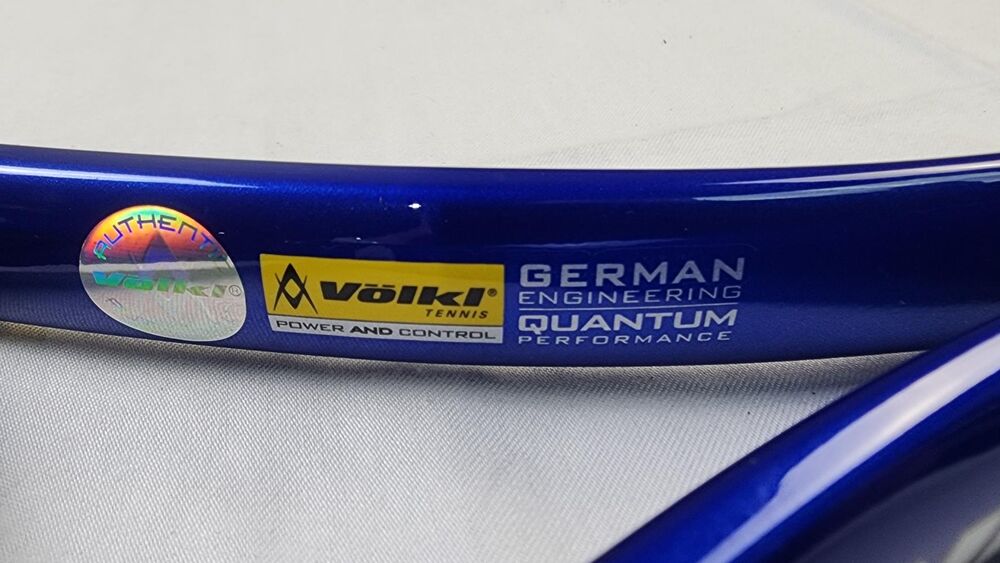 AUTHENTIC
Völkl®
Völkl®
TENNIS
POWER AND CONTROL
GERMAN
ENGINEERING
QUANTUM
PERFORMANCE